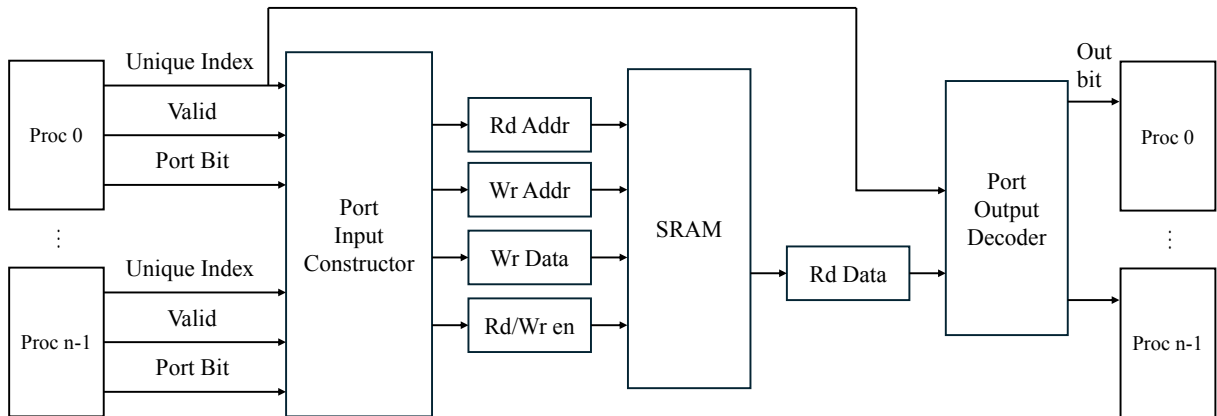 Unique Index
Valid
Port Bit
Proc 0
⋮
Unique Index
Valid
Port Bit
Proc n-1
Port
Input
Constructor
Rd Addr
Wr Addr
Wr Data
Rd/Wr en
SRAM
Rd Data
Port
Output
Decoder
Out
bit
Proc 0
⋮
Proc n-1